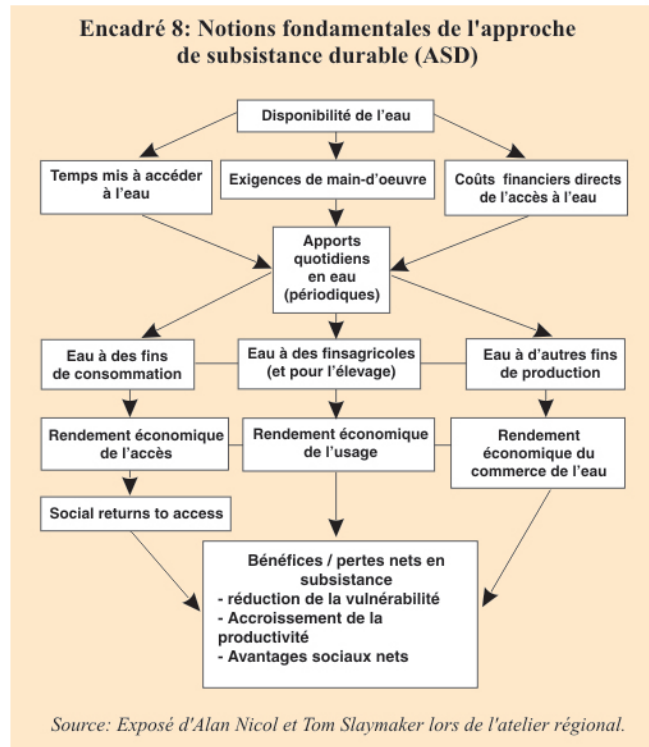 Encadré 8: Notions fondamentales de l'approche
de subsistance durable (ASD)
Disponibilité de l'eau
Temps mis à accéder
à l'eau
Exigences de main-d'oeuvre
Coûts financiers directs
de l'accès à l'eau
Apports
quotidiens
en eau
(périodiques)
Eau à des fins
de consommation
Eau à des finsagricoles
(et pour l'élevage)
Eau à d'autres fins
de production
Rendement économique
de l'accès
Rendement économique
de l'usage
Rendement
économique du
commerce de l'eau
Social returns to access
Bénéfices / pertes nets en
subsistance
- réduction de la vulnérabilité
- Accroissement de la
productivité
- Avantages sociaux nets
Source: Exposé d'Alan Nicol et Tom Slaymaker lors de l'atelier régional.